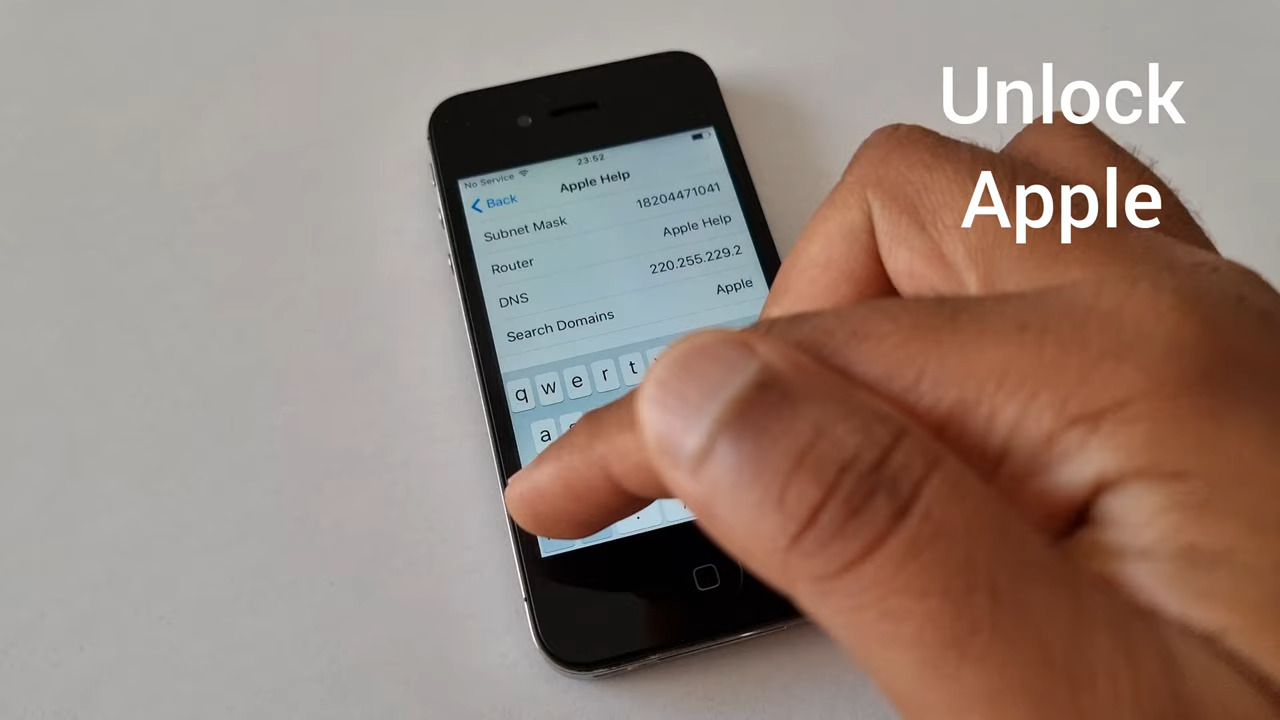 Unlock
Apple
23:52
No Service
Back
Apple Help
Subnet Mask 18204471041
Router Apple Help
DNS 220.255.229.2
Search Domains Apple
q w e r t
a
.